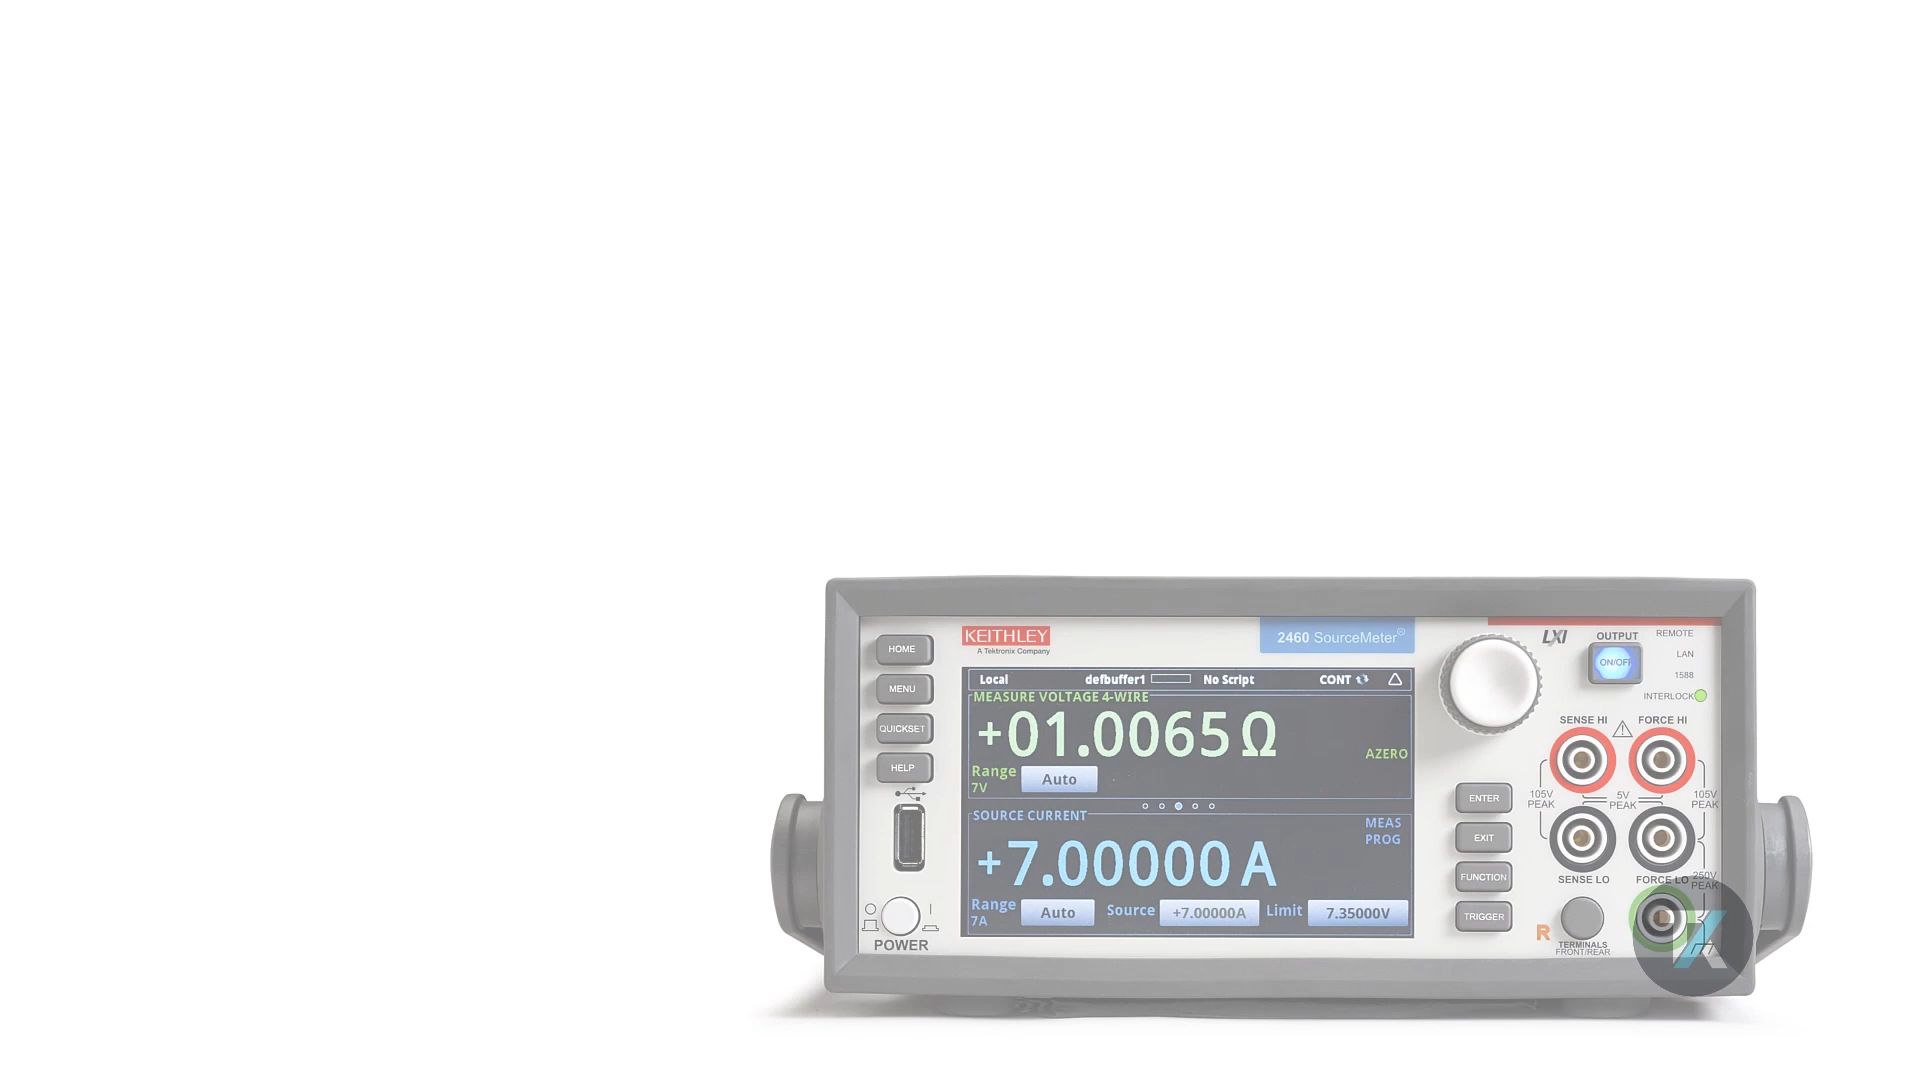 KEITHLEY
A Tektronix Company
2460 SourceMeter®
HOME
MENU
QUICKSET
HELP
POWER
Local defbuffer1 No Script CONT
MEASURE VOLTAGE 4-WIRE
+01.0065 Ω
AZERO
Range Auto
7V
SOURCE CURRENT
MEAS
PROG
+7.00000 A
Range Auto Source +7.00000A Limit 7.35000V
7A
ENTER
EXIT
FUNCTION
TRIGGER
LXI
OUTPUT
ON/OFF
REMOTE
LAN
1588
INTERLOCK
SENSE HI FORCE HI
105V PEAK
5V PEAK
105V PEAK
SENSE LO FORCE LO
250V PEAK
R
TERMINALS
FRONT/REAR